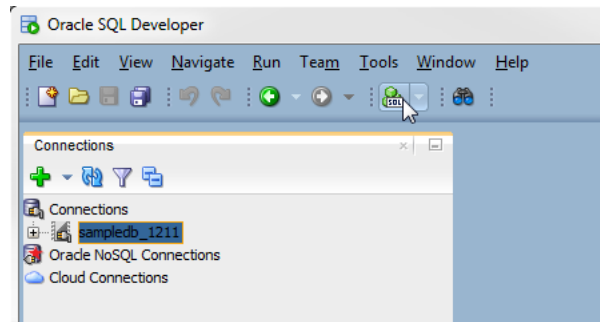 Oracle SQL Developer
File Edit View Navigate Run Team Tools Window Help
SQL
Connections
Connections
sampledb_1211
Oracle NoSQL Connections
Cloud Connections